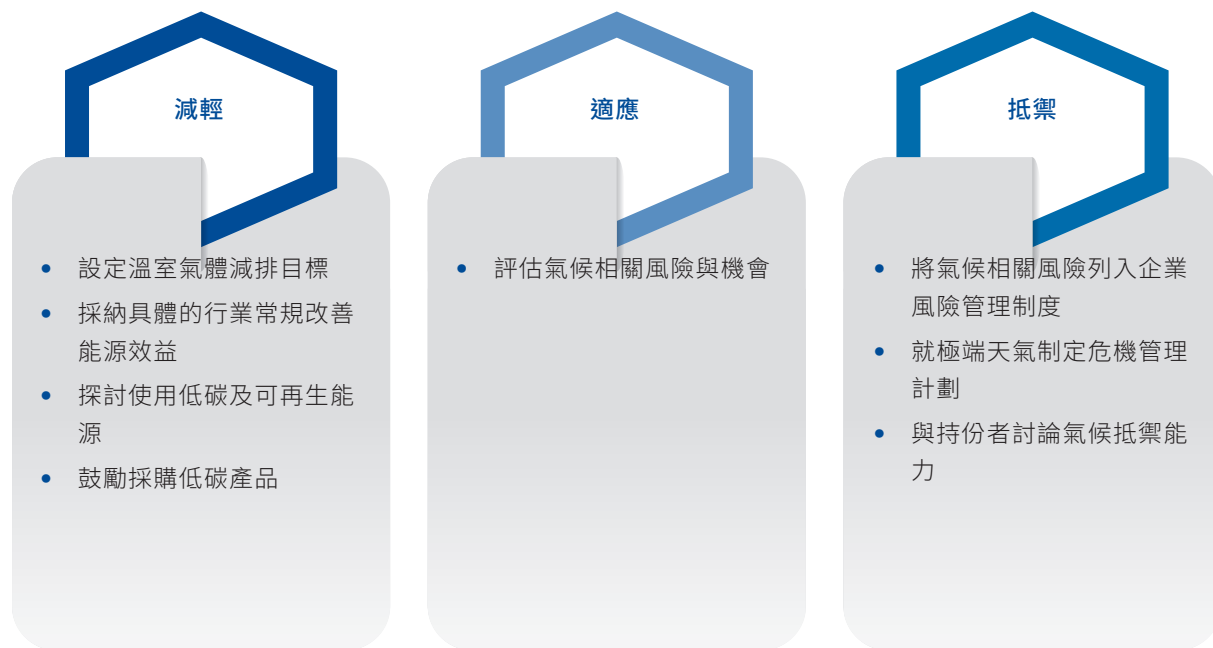 減輕
• 設定溫室氣體減排目標
• 採納具體的行業常規改善
能源效益
• 探討使用低碳及可再生能
源
• 鼓勵採購低碳產品
適應
• 評估氣候相關風險與機會
抵禦
• 將氣候相關風險列入企業
風險管理制度
• 就極端天氣制定危機管理
計劃
• 與持份者討論氣候抵禦能
力